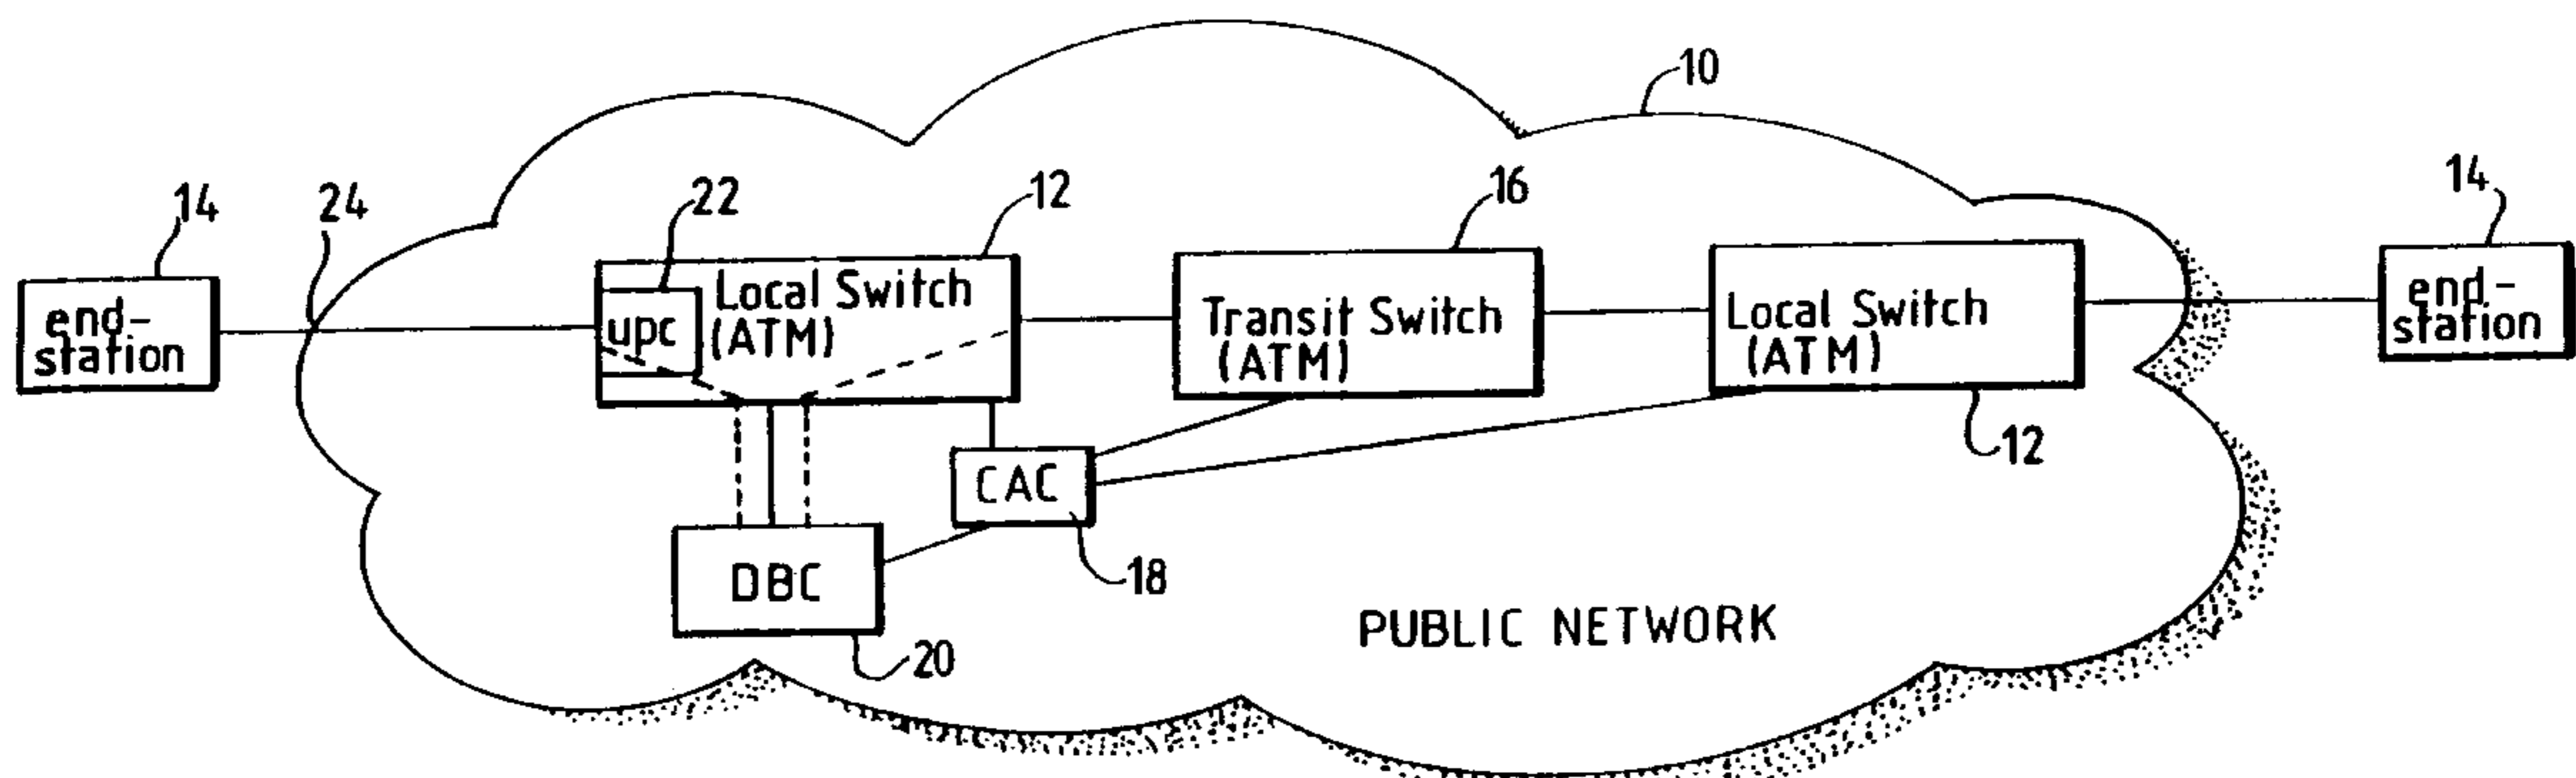 10
14
24
22
12
16
14
end-
station
upc
Local Switch
(ATM)
Transit Switch
(ATM)
Local Switch
(ATM)
end-
station
12
CAC
18
DBC
20
PUBLIC NETWORK